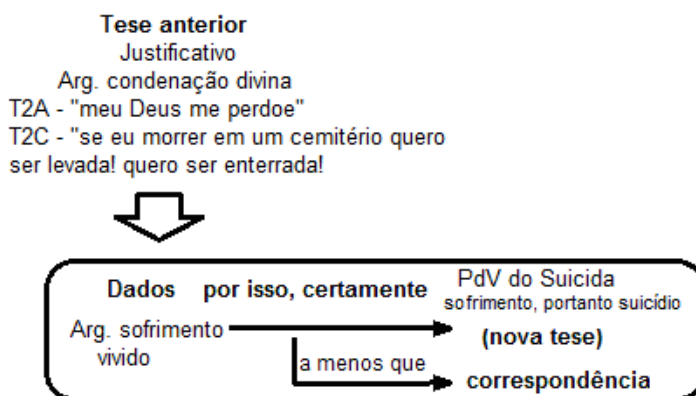 Tese anterior
Justificativo
Arg. condenação divina
T2A - "meu Deus me perdoe"
T2C - "se eu morrer em um cemitério quero
ser levada! quero ser enterrada!
Dados por isso, certamente PdV do Suicida
sofrimento, portanto suicídio
Arg. sofrimento
vivido
(nova tese)
a menos que
correspondência